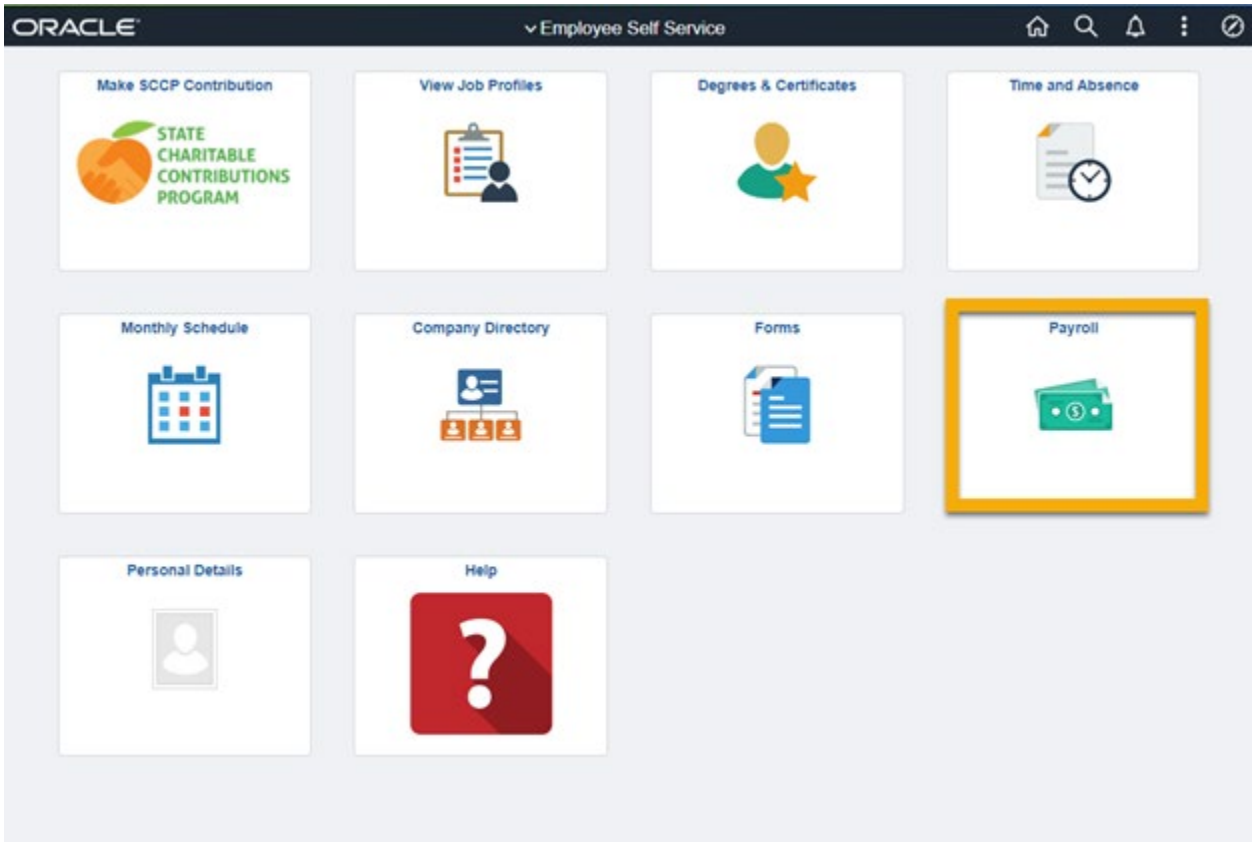 ORACLE
Employee Self Service
Make SCCP Contribution
View Job Profiles
Degrees & Certificates
Time and Absence
STATE
CHARITABLE
CONTRIBUTIONS
PROGRAM
Monthly Schedule
Company Directory
Forms
Payroll
$
Personal Details
Help
?